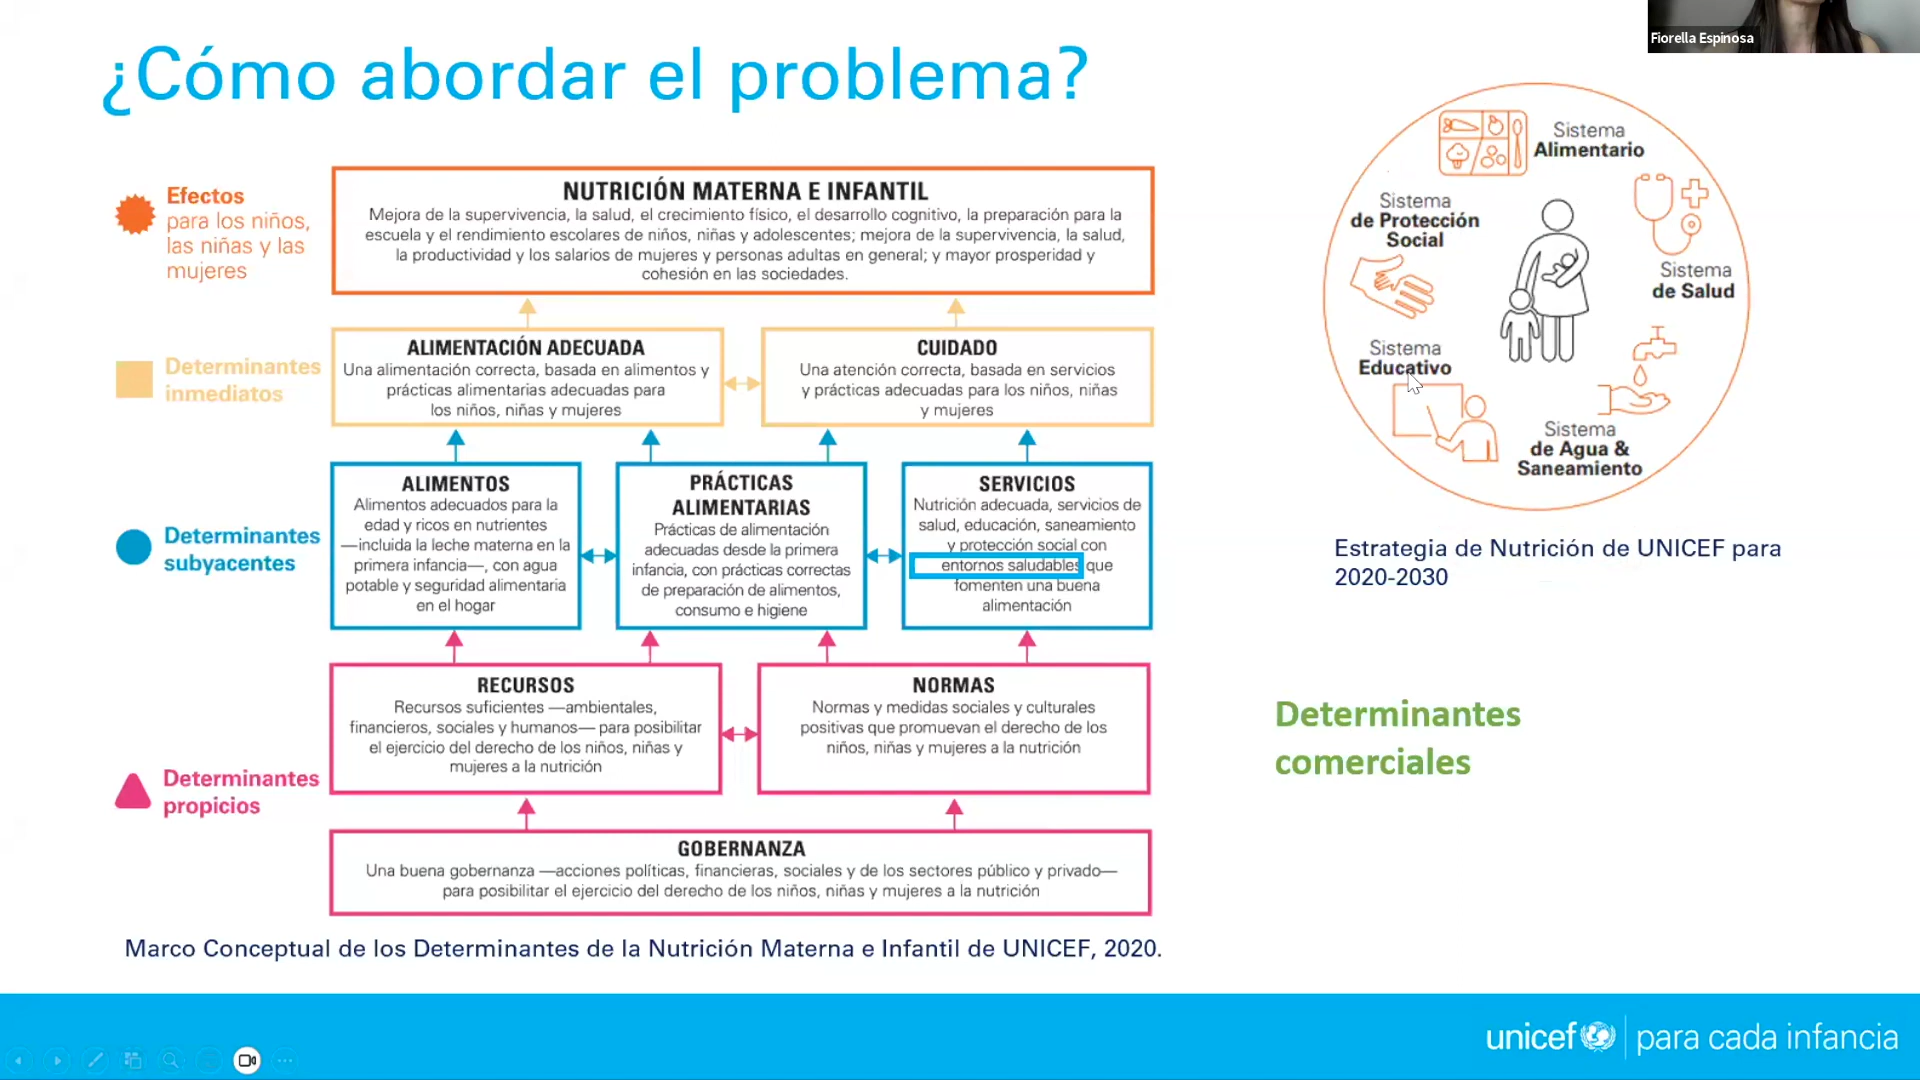 Fiorella Espinosa
¿Cómo abordar el problema?
Efectos
para los niños,
las niñas y las
mujeres
NUTRICIÓN MATERNA E INFANTIL
Mejora de la supervivencia, la salud, el crecimiento físico, el desarrollo cognitivo, la preparación para la
escuela y el rendimiento escolares de niños, niñas y adolescentes; mejora de la supervivencia, la salud,
la productividad y los salarios de mujeres y personas adultas en general; y mayor prosperidad y
cohesión en las sociedades.
Determinantes
inmediatos
ALIMENTACIÓN ADECUADA
Una alimentación correcta, basada en alimentos y
prácticas alimentarias adecuadas para
los niños, niñas y mujeres
CUIDADO
Una atención correcta, basada en servicios
y prácticas adecuadas para los niños, niñas
y mujeres
Determinantes
subyacentes
ALIMENTOS
Alimentos adecuados para la
edad y ricos en nutrientes
—incluida la leche materna en la
primera infancia—, con agua
potable y seguridad alimentaria
en el hogar
PRÁCTICAS
ALIMENTARIAS
Prácticas de alimentación
adecuadas desde la primera
infancia, con prácticas correctas
de preparación de alimentos,
consumo e higiene
SERVICIOS
Nutrición adecuada, servicios de
salud, educación, saneamiento
y protección social con
entornos saludables que
fomenten una buena
alimentación
Determinantes
propicios
RECURSOS
Recursos suficientes —ambientales,
financieros, sociales y humanos— para posibilitar
el ejercicio del derecho de los niños, niñas y
mujeres a la nutrición
NORMAS
Normas y medidas sociales y culturales
positivas que promuevan el derecho de los
niños, niñas y mujeres a la nutrición
GOBERNANZA
Una buena gobernanza —acciones políticas, financieras, sociales y de los sectores público y privado—
para posibilitar el ejercicio del derecho de los niños, niñas y mujeres a la nutrición
Marco Conceptual de los Determinantes de la Nutrición Materna e Infantil de UNICEF, 2020.
Sistema
Alimentario
Sistema
de Protección
Social
Sistema
de Salud
Sistema
Educativo
Sistema
de Agua &
Saneamiento
Estrategia de Nutrición de UNICEF para
2020-2030
Determinantes
comerciales
unicef para cada infancia